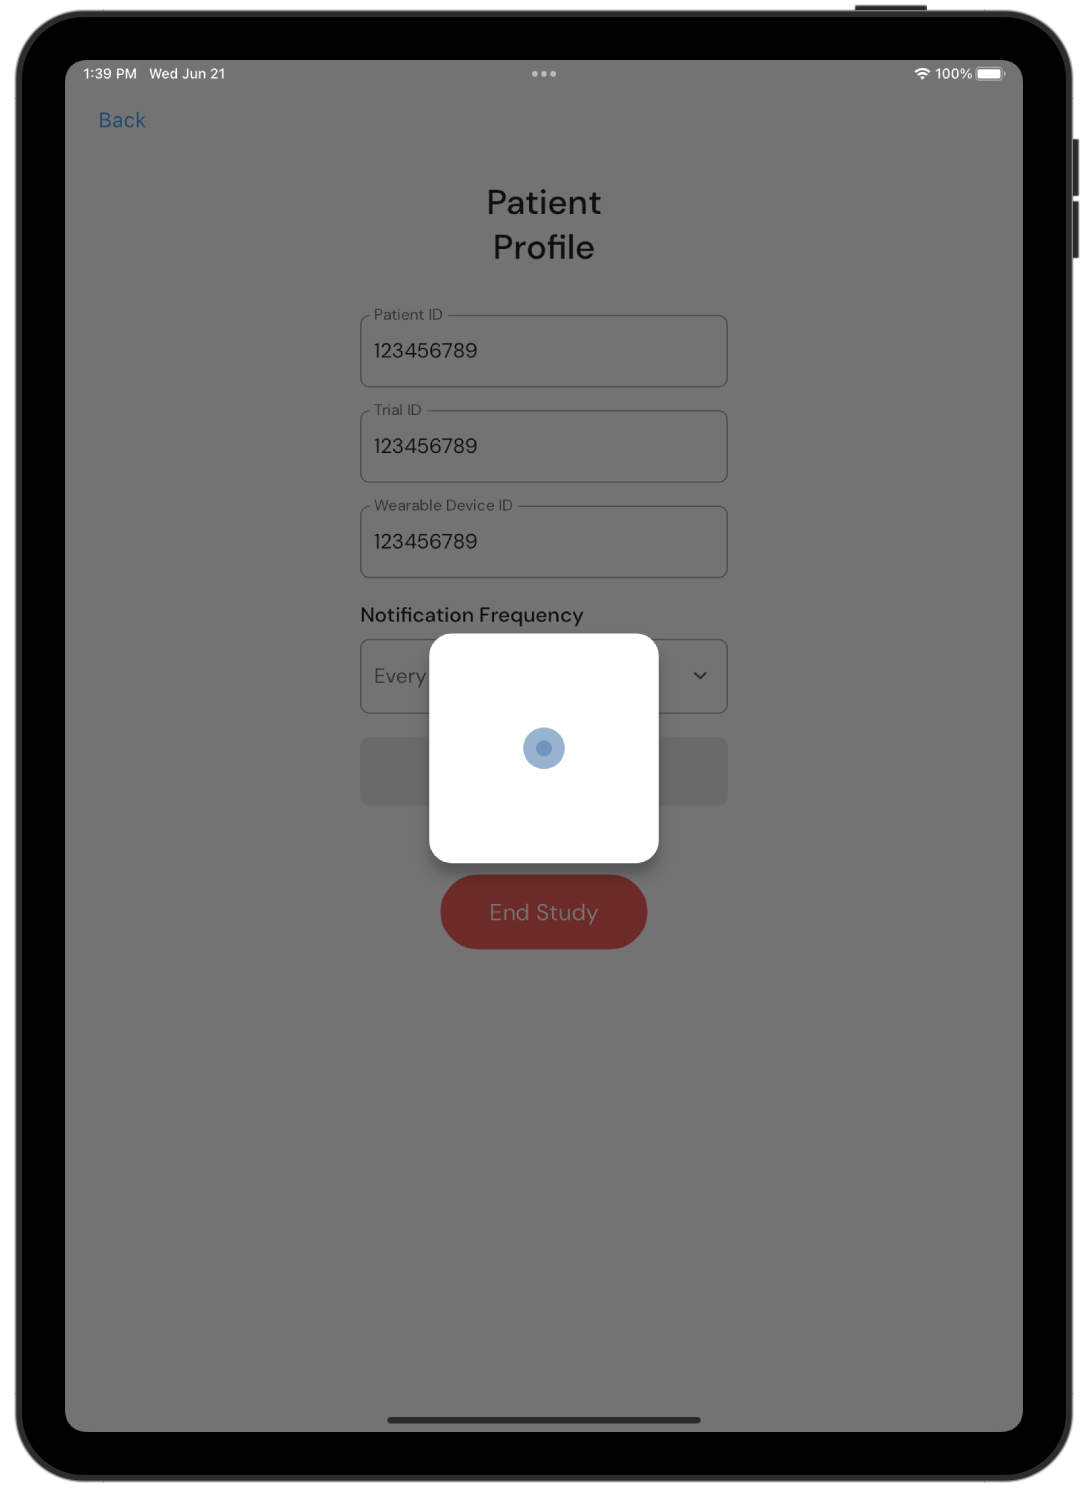 1:39 PM Wed Jun 21
100%
Back
Patient
Profile
Patient ID
123456789
Trial ID
123456789
Wearable Device ID
123456789
Notification Frequency
Every
End Study